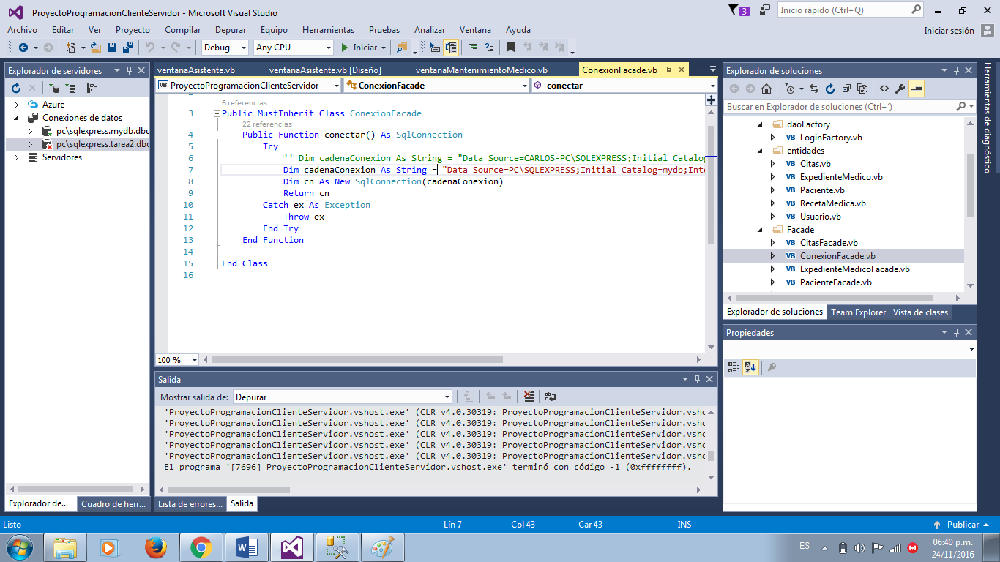 ProyectoProgramacionClienteServidor - Microsoft Visual Studio
3
Inicio rápido (Ctrl+Q)
Archivo Editar Ver Proyecto Compilar Depurar Equipo Herramientas Pruebas Analizar Ventana Ayuda
Iniciar sesión
Debug Any CPU Iniciar
Explorador de servidores
Azure
Conexiones de datos
pc\sqlexpress.mydb.dbo
pc\sqlexpress.tarea2.dbo
Servidores
Explorador de...
Cuadro de herr...
ventanaAsistente.vb ventanaAsistente.vb [Diseño] ventanaMantenimientoMedico.vb ConexionFacade.vb
VB ProyectoProgramacionClienteServidor ConexionFacade conectar
2
6 referencias
3 Public MustInherit Class ConexionFacade
22 referencias
4 Public Function conectar() As SqlConnection
5 Try
6 '' Dim cadenaConexion As String = "Data Source=CARLOS-PC\SQLEXPRESS;Initial Catalog
7 Dim cadenaConexion As String = "Data Source=PC\SQLEXPRESS;Initial Catalog=mydb;Inte
8 Dim cn As New SqlConnection(cadenaConexion)
9 Return cn
10 Catch ex As Exception
11 Throw ex
12 End Try
13 End Function
14
15 End Class
16
100 %
Salida
Mostrar salida de: Depurar
'ProyectoProgramacionClienteServidor.vshost.exe' (CLR v4.0.30319: ProyectoProgramacionClienteServidor.vsho
'ProyectoProgramacionClienteServidor.vshost.exe' (CLR v4.0.30319: ProyectoProgramacionClienteServidor.vsho
'ProyectoProgramacionClienteServidor.vshost.exe' (CLR v4.0.30319: ProyectoProgramacionClienteServidor.vsho
'ProyectoProgramacionClienteServidor.vshost.exe' (CLR v4.0.30319: ProyectoProgramacionClienteServidor.vsho
'ProyectoProgramacionClienteServidor.vshost.exe' (CLR v4.0.30319: ProyectoProgramacionClienteServidor.vsho
El programa '[7696] ProyectoProgramacionClienteServidor.vshost.exe' terminó con código -1 (0xffffffff).
Lista de errores... Salida
Explorador de soluciones
Buscar en Explorador de soluciones (Ctrl+´)
daoFactory
VB LoginFactory.vb
entidades
VB Citas.vb
VB ExpedienteMedico.vb
VB Paciente.vb
VB RecetaMedica.vb
VB Usuario.vb
Facade
VB CitasFacade.vb
VB ConexionFacade.vb
VB ExpedienteMedicoFacade.vb
VB PacienteFacade.vb
Explorador de soluciones Team Explorer Vista de clases
Propiedades
Herramientas de diagnóstico
Listo Lín 7 Col 43 Car 43 INS Publicar
ES
06:40 p.m.
24/11/2016